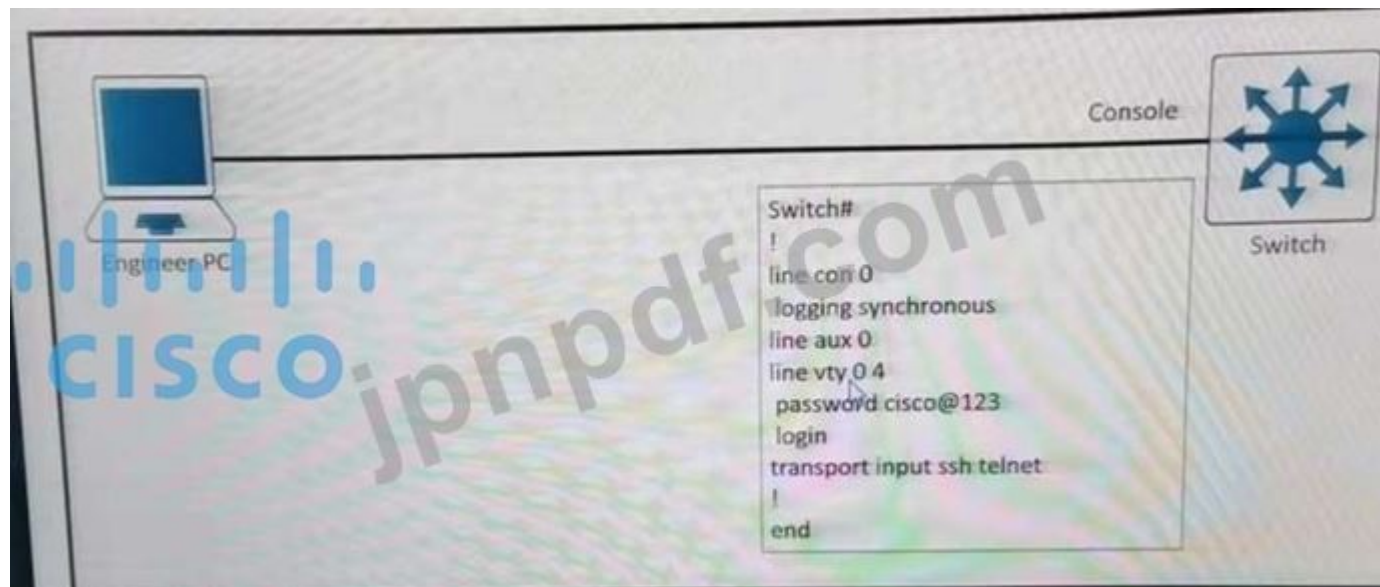 Console
Switch
Engineer PC
Switch#
!
line con 0
logging synchronous
line aux 0
line vty 0 4
password cisco@123
login
transport input ssh telnet
!
end
CISCO
jpnpdf.com